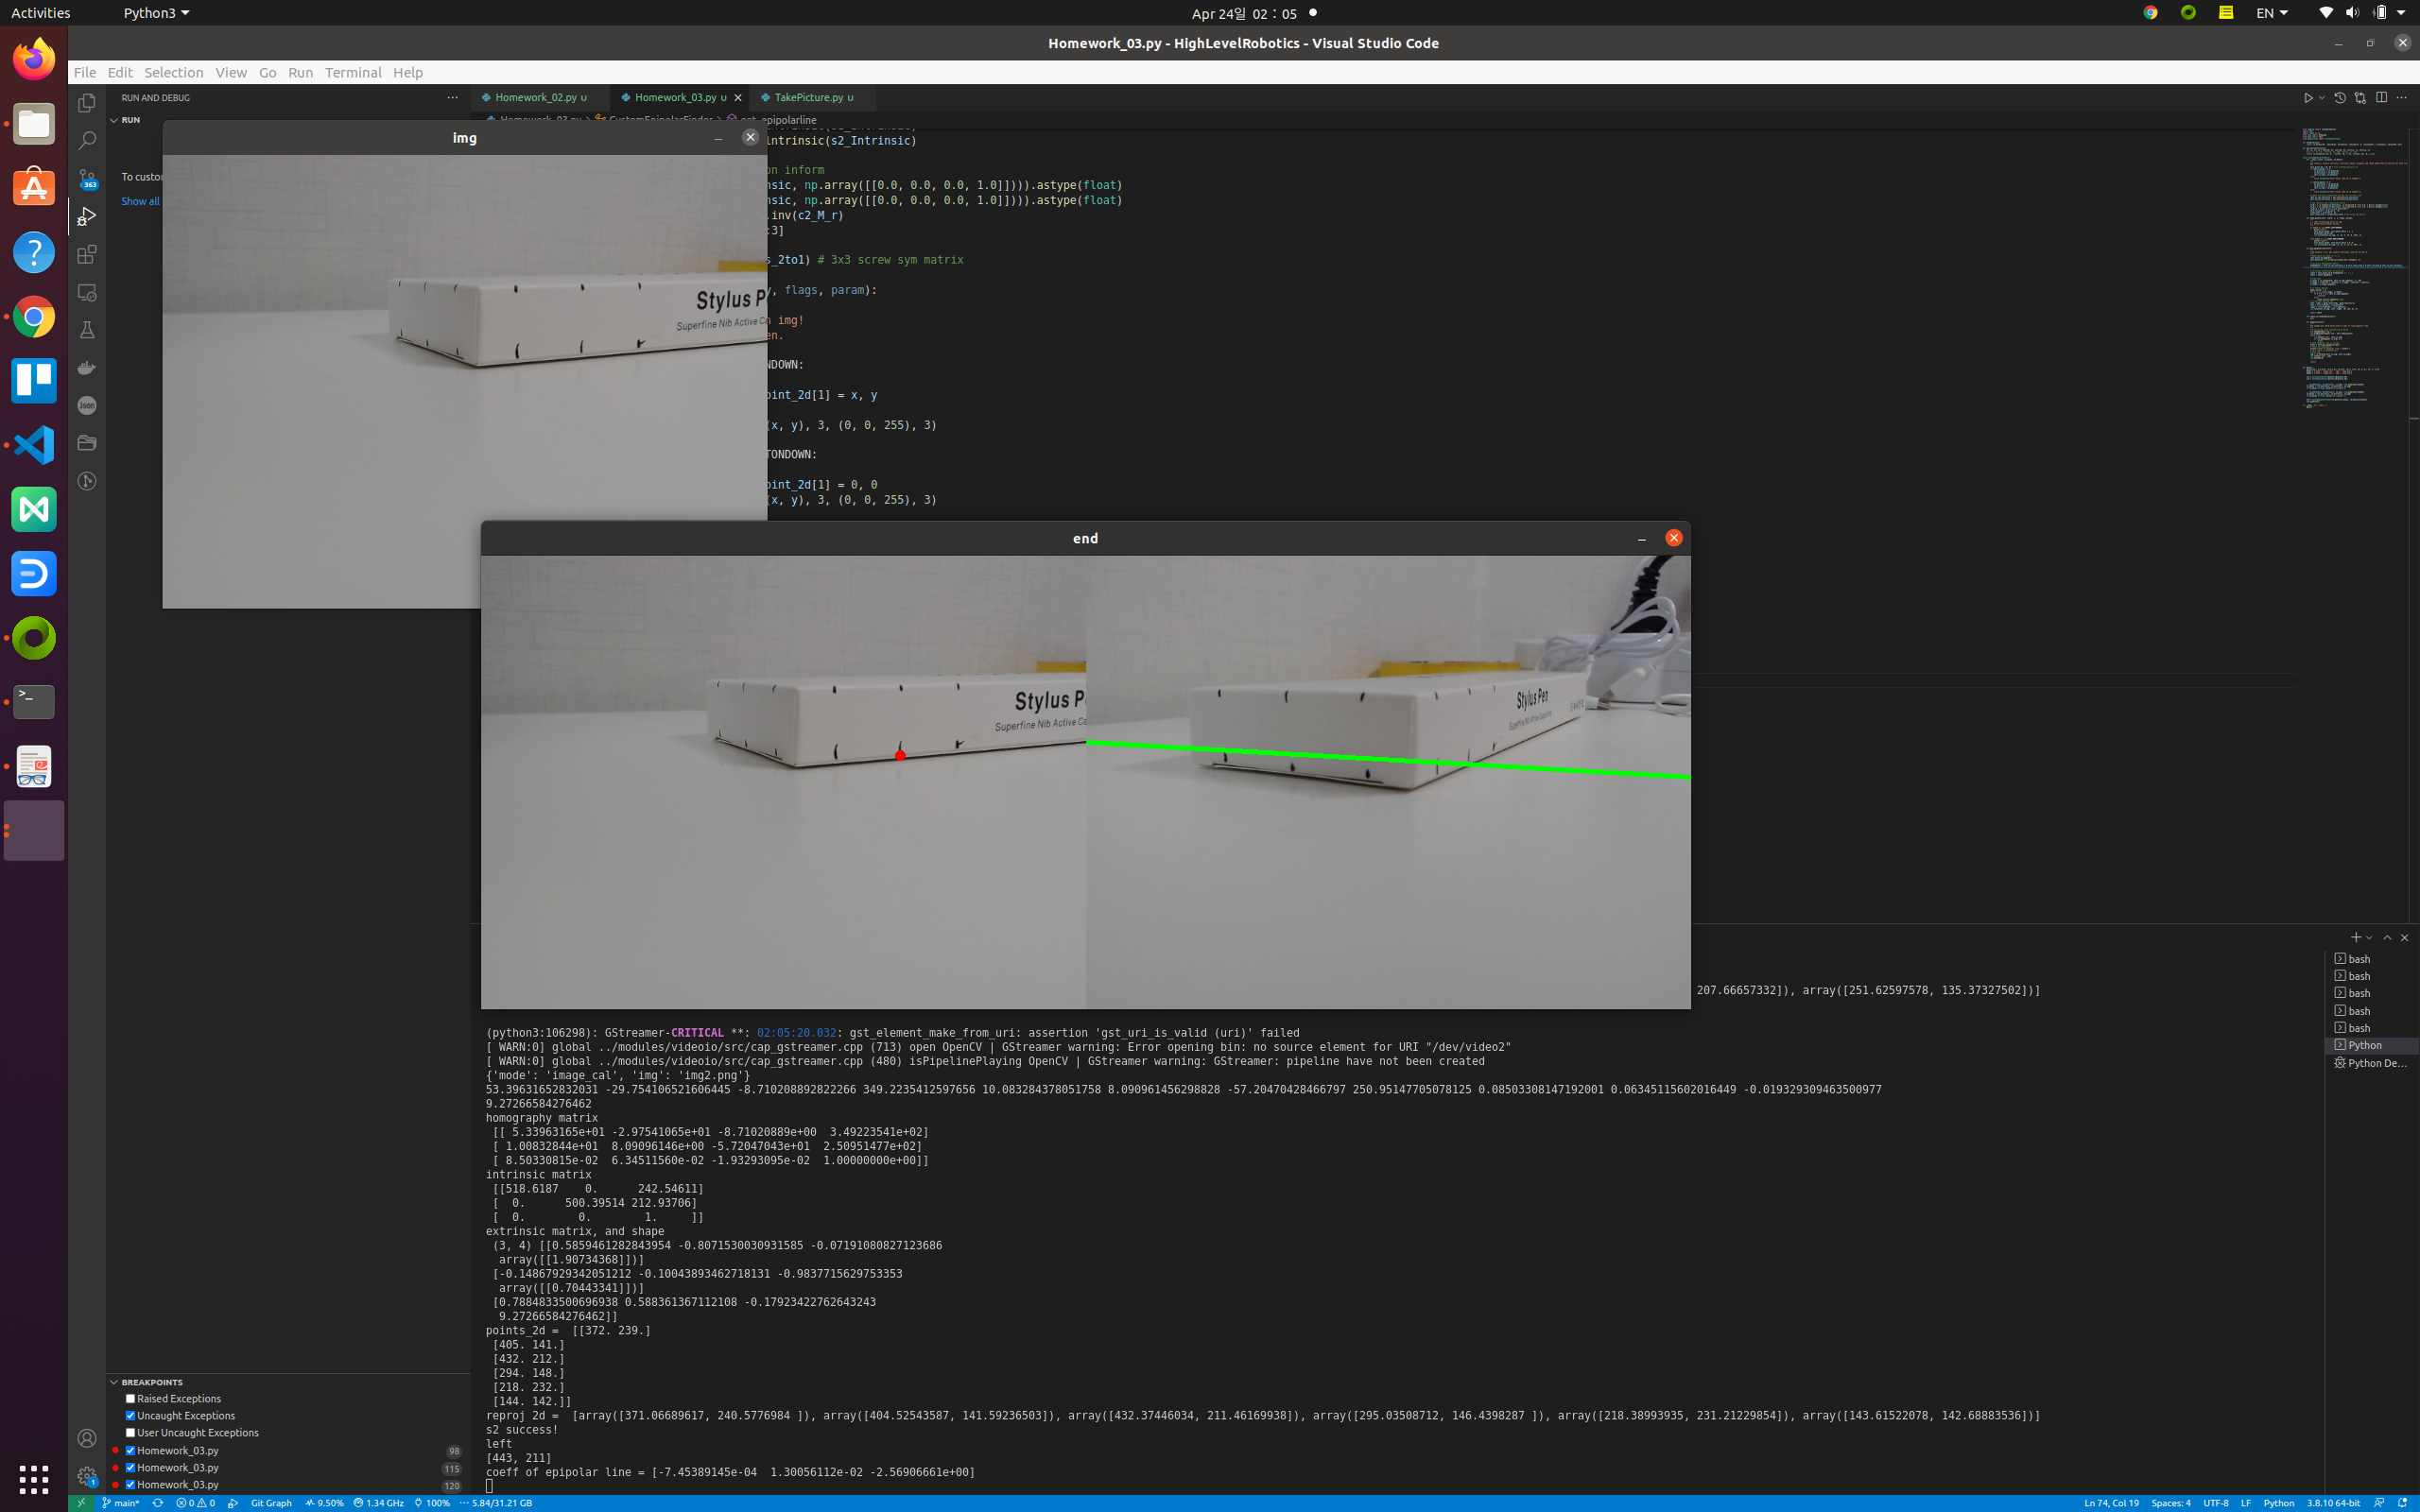 Activities
Python3
Apr 24일 02 : 05
EN
Homework_03.py - HighLevelRobotics - Visual Studio Code
File Edit Selection View Go Run Terminal Help
RUN AND DEBUG
Homework_02.py U
Homework_03.py U
TakePicture.py U
RUN
img
intrinsic(s2_Intrinsic)
on inform
nsic, np.array([[0.0, 0.0, 0.0, 1.0]]))).astype(float)
nsic, np.array([[0.0, 0.0, 0.0, 1.0]]))).astype(float)
.inv(c2_M_r)
:3]
s_2to1) # 3x3 screw sym matrix
y, flags, param):
n img!
en.
NDOWN:
oint_2d[1] = x, y
(x, y), 3, (0, 0, 255), 3)
TONDOWN:
oint_2d[1] = 0, 0
(x, y), 3, (0, 0, 255), 3)
To custom
Show all
363
Stylus P
Superfine Nib Active Ca
end
Stylus P
Superfine Nib Active Ca
Stylus Pen
207.66657332]), array([251.62597578, 135.37327502])]
(python3:106298): GStreamer-CRITICAL **: 02:05:20.032: gst_element_make_from_uri: assertion 'gst_uri_is_valid (uri)' failed
[ WARN:0] global ../modules/videoio/src/cap_gstreamer.cpp (713) open OpenCV | GStreamer warning: Error opening bin: no source element for URI "/dev/video2"
[ WARN:0] global ../modules/videoio/src/cap_gstreamer.cpp (480) isPipelinePlaying OpenCV | GStreamer warning: GStreamer: pipeline have not been created
{'mode': 'image_cal', 'img': 'img2.png'}
53.39631652832031 -29.754106521606445 -8.710208892822266 349.2235412597656 10.083284378051758 8.090961456298828 -57.20470428466797 250.95147705078125 0.08503308147192001 0.06345115602016449 -0.019329309463500977
9.27266584276462
homography matrix
[[ 5.33963165e+01 -2.97541065e+01 -8.71020889e+00  3.49223541e+02]
[ 1.00832844e+01  8.09096146e+00 -5.72047043e+01  2.50951477e+02]
[ 8.50330815e-02  6.34511560e-02 -1.93293095e-02  1.00000000e+00]]
intrinsic matrix
[[518.6187    0.      242.54611]
[  0.      500.39514 212.93706]
[  0.        0.        1.     ]]
extrinsic matrix, and shape
(3, 4) [[0.5859461282843954 -0.8071530030931585 -0.07191080827123686
array([[1.90734368]])]
[-0.14867929342051212 -0.10043893462718131 -0.9837715629753353
array([[0.70443341]])]
[0.7884833500696938 0.588361367112108 -0.17923422762643243
9.27266584276462]]
points_2d =  [[372. 239.]
[405. 141.]
[432. 212.]
[294. 148.]
[218. 232.]
[144. 142.]]
reproj 2d =  [array([371.06689617, 240.5776984 ]), array([404.52543587, 141.59236503]), array([432.37446034, 211.46169938]), array([295.03508712, 146.4398287 ]), array([218.38993935, 231.21229854]), array([143.61522078, 142.68883536])]
s2 success!
left
[443, 211]
coeff of epipolar line = [-7.45389145e-04  1.30056112e-02 -2.56906661e+00]
bash
bash
bash
bash
bash
Python
Python De...
BREAKPOINTS
Raised Exceptions
Uncaught Exceptions
User Uncaught Exceptions
Homework_03.py 98
Homework_03.py 115
Homework_03.py 120
main*
0 0
Git Graph
9.50%
1.34 GHz
100%
5.84/31.21 GB
Ln 74, Col 19
Spaces: 4
UTF-8
LF
Python
3.8.10 64-bit